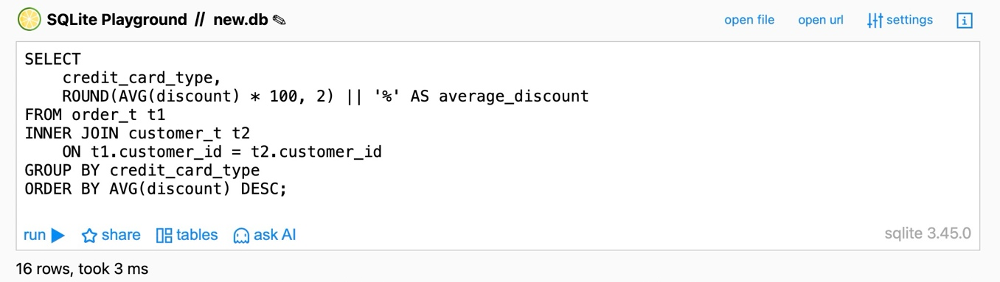 SQLite Playground // new.db ✎
open file open url settings i
SELECT
    credit_card_type,
    ROUND(AVG(discount) * 100, 2) || '%' AS average_discount
FROM order_t t1
INNER JOIN customer_t t2
    ON t1.customer_id = t2.customer_id
GROUP BY credit_card_type
ORDER BY AVG(discount) DESC;
run share tables ask AI sqlite 3.45.0
16 rows, took 3 ms